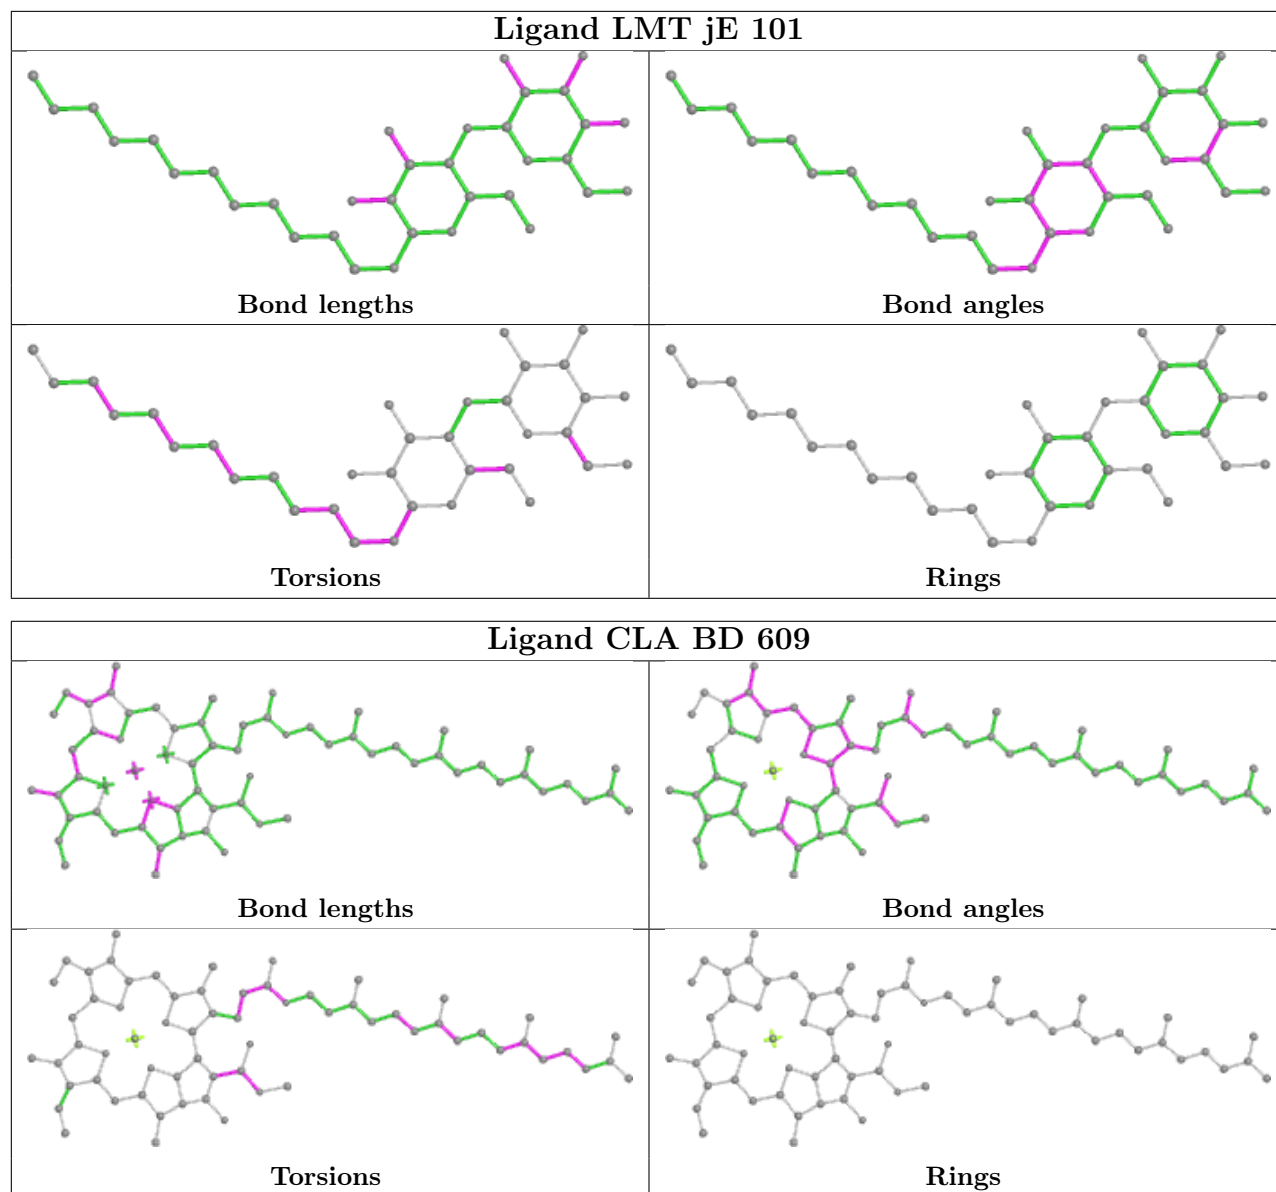 Ligand LMT jE 101
Bond lengths
Bond angles
Torsions
Rings
Ligand CLA BD 609
Bond lengths
Bond angles
Torsions
Rings